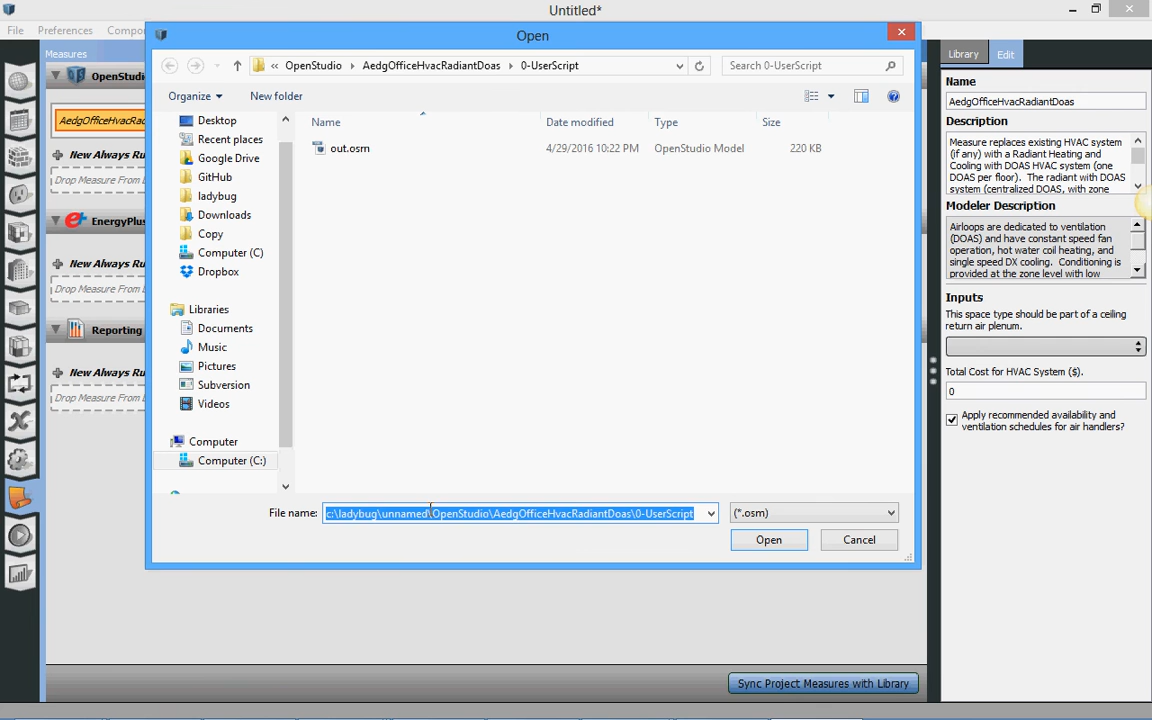 Untitled*
File Preferences Compo
Open
Measures
OpenStudi
AedgOfficeHvacRad
New Always Ru
Drop Measure From L
EnergyPlus
New Always Ru
Drop Measure From L
Reporting
New Always Ru
Drop Measure From L
« OpenStudio AedgOfficeHvacRadiantDoas 0-UserScript
Search 0-UserScript
Organize New folder
Desktop
Recent places
Google Drive
GitHub
ladybug
Downloads
Copy
Computer (C)
Dropbox
Libraries
Documents
Music
Pictures
Subversion
Videos
Computer
Computer (C:)
Name Date modified Type Size
out.osm 4/29/2016 10:22 PM OpenStudio Model 220 KB
File name: c:\ladybug\unnamed\OpenStudio\AedgOfficeHvacRadiantDoas\0-UserScript (*.osm)
Open Cancel
Library Edit
Name
AedgOfficeHvacRadiantDoas
Description
Measure replaces existing HVAC system
(if any) with a Radiant Heating and
Cooling with DOAS HVAC system (one
DOAS per floor). The radiant with DOAS
system (centralized DOAS, with zone
Modeler Description
Airloops are dedicated to ventilation
(DOAS) and have constant speed fan
operation, hot water coil heating, and
single speed DX cooling. Conditioning is
provided at the zone level with low
Inputs
This space type should be part of a ceiling
return air plenum.
Total Cost for HVAC System ($).
0
Apply recommended availability and
ventilation schedules for air handlers?
Sync Project Measures with Library